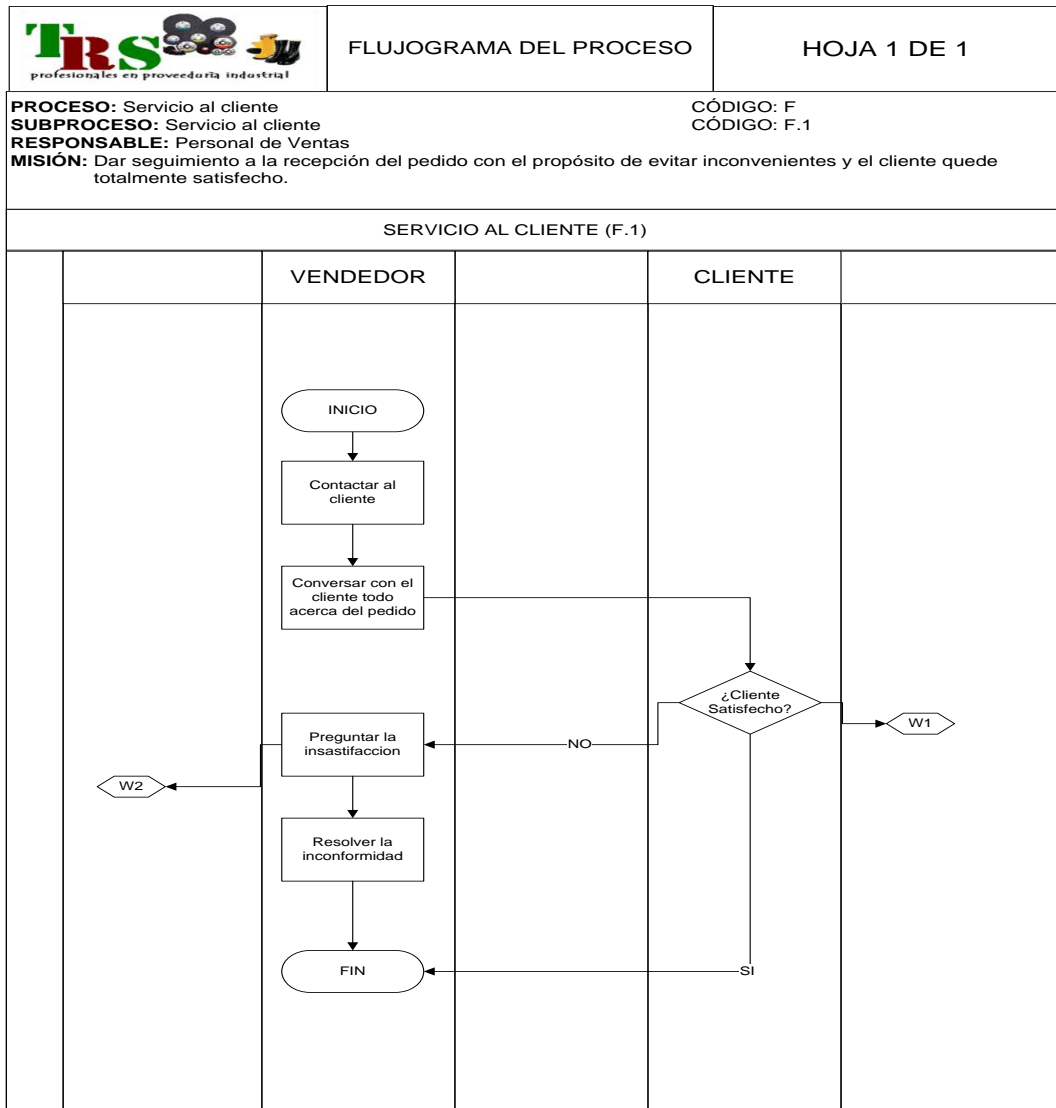 TRS
profesionales en proveeduría industrial
FLUJOGRAMA DEL PROCESO
HOJA 1 DE 1
PROCESO: Servicio al cliente CÓDIGO: F
SUBPROCESO: Servicio al cliente CÓDIGO: F.1
RESPONSABLE: Personal de Ventas
MISIÓN: Dar seguimiento a la recepción del pedido con el propósito de evitar inconvenientes y el cliente quede
totalmente satisfecho.
SERVICIO AL CLIENTE (F.1)
VENDEDOR
CLIENTE
INICIO
Contactar al
cliente
Conversar con el
cliente todo
acerca del pedido
¿Cliente
Satisfecho?
W1
NO
Preguntar la
insastifaccion
W2
Resolver la
inconformidad
FIN
SI